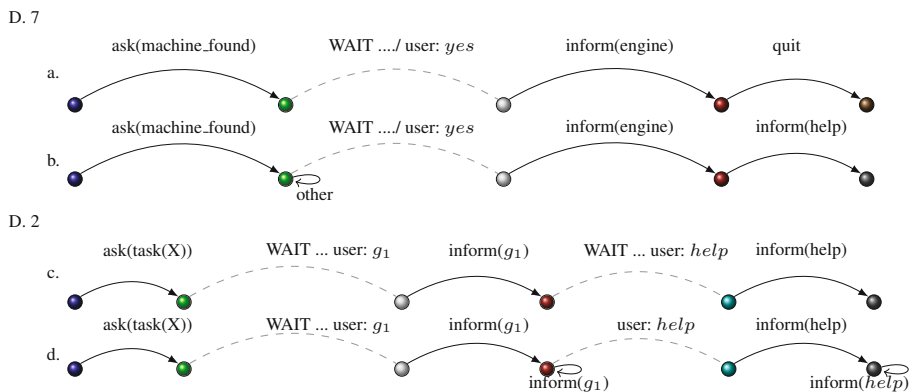 D. 7
ask(machine_found) WAIT ..../ user: yes inform(engine) quit
a.
ask(machine_found) WAIT ..../ user: yes inform(engine) inform(help)
b.
other
D. 2
ask(task(X)) WAIT ... user: g1 inform(g1) WAIT ... user: help inform(help)
c.
ask(task(X)) WAIT ... user: g1 inform(g1) user: help inform(help)
d.
inform(g1) inform(help)